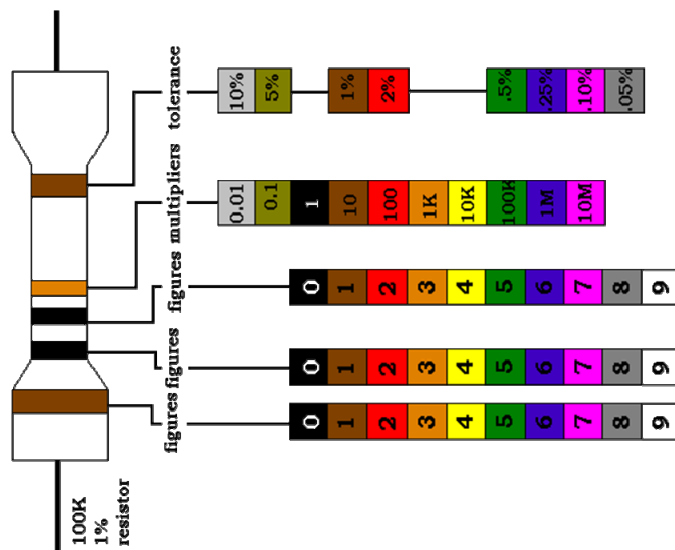 100K
1%
resistor
figures figures figures multipliers tolerance
0.01 10%
0.1 5%
0 0 0 1
1 1 1 10 1%
2 2 2 100 2%
3 3 3 1K
4 4 4 10K
5 5 5 100K .5%
6 6 6 1M .25%
7 7 7 10M .10%
8 8 8 .05%
9 9 9